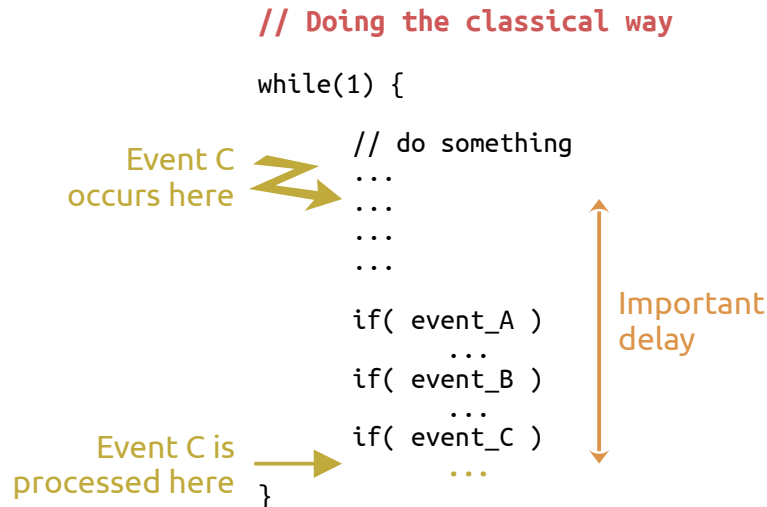 // Doing the classical way
while(1) {
// do something
Event C
occurs here
...
...
...
...
if( event_A )
...
Important
delay
if( event_B )
...
if( event_C )
...
Event C is
processed here
}